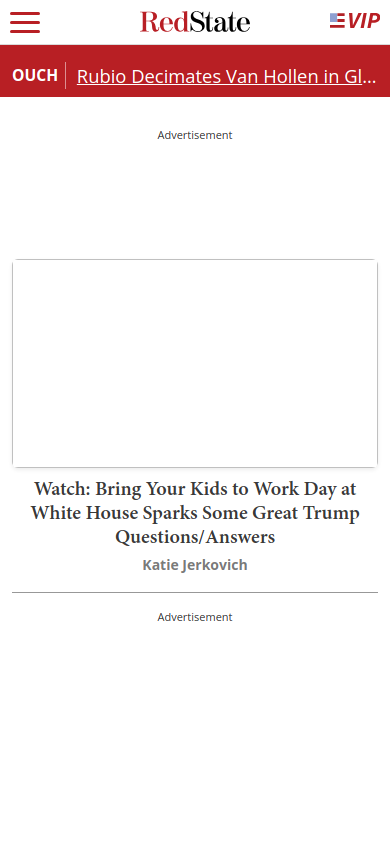 RedState
VIP
OUCH
Rubio Decimates Van Hollen in Gl...
Advertisement
Watch: Bring Your Kids to Work Day at
White House Sparks Some Great Trump
Questions/Answers
Katie Jerkovich
Advertisement